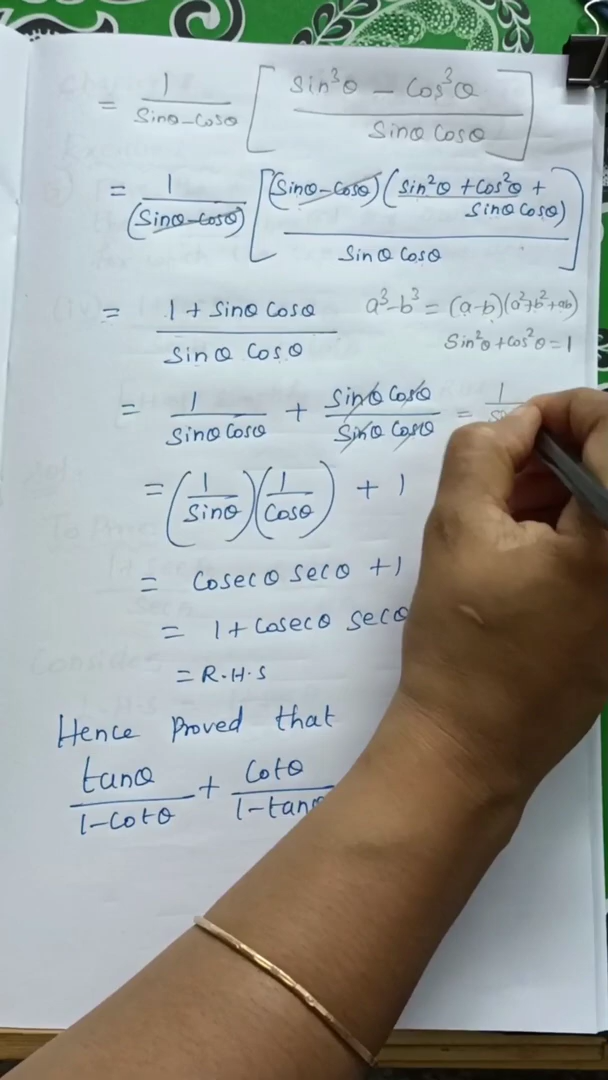 = 1/(Sinθ-Cosθ) [ (Sin³θ - Cos³θ)/(Sinθ Cosθ) ]
= 1/(Sinθ-Cosθ) [ (Sinθ-Cosθ)(Sin²θ + Cos²θ + Sinθ Cosθ)/(Sinθ Cosθ) ]
= (1 + Sinθ Cosθ)/(Sinθ Cosθ) a³-b³ = (a-b)(a²+b²+ab)
Sin²θ + Cos²θ = 1
= 1/(Sinθ Cosθ) + (Sinθ Cosθ)/(Sinθ Cosθ) = 1/
= (1/Sinθ)(1/Cosθ) + 1
= Cosecθ Secθ + 1
= 1 + Cosecθ Secθ
= R.H.S
Hence Proved that
tanθ/(1-Cotθ) + Cotθ/(1-tanθ